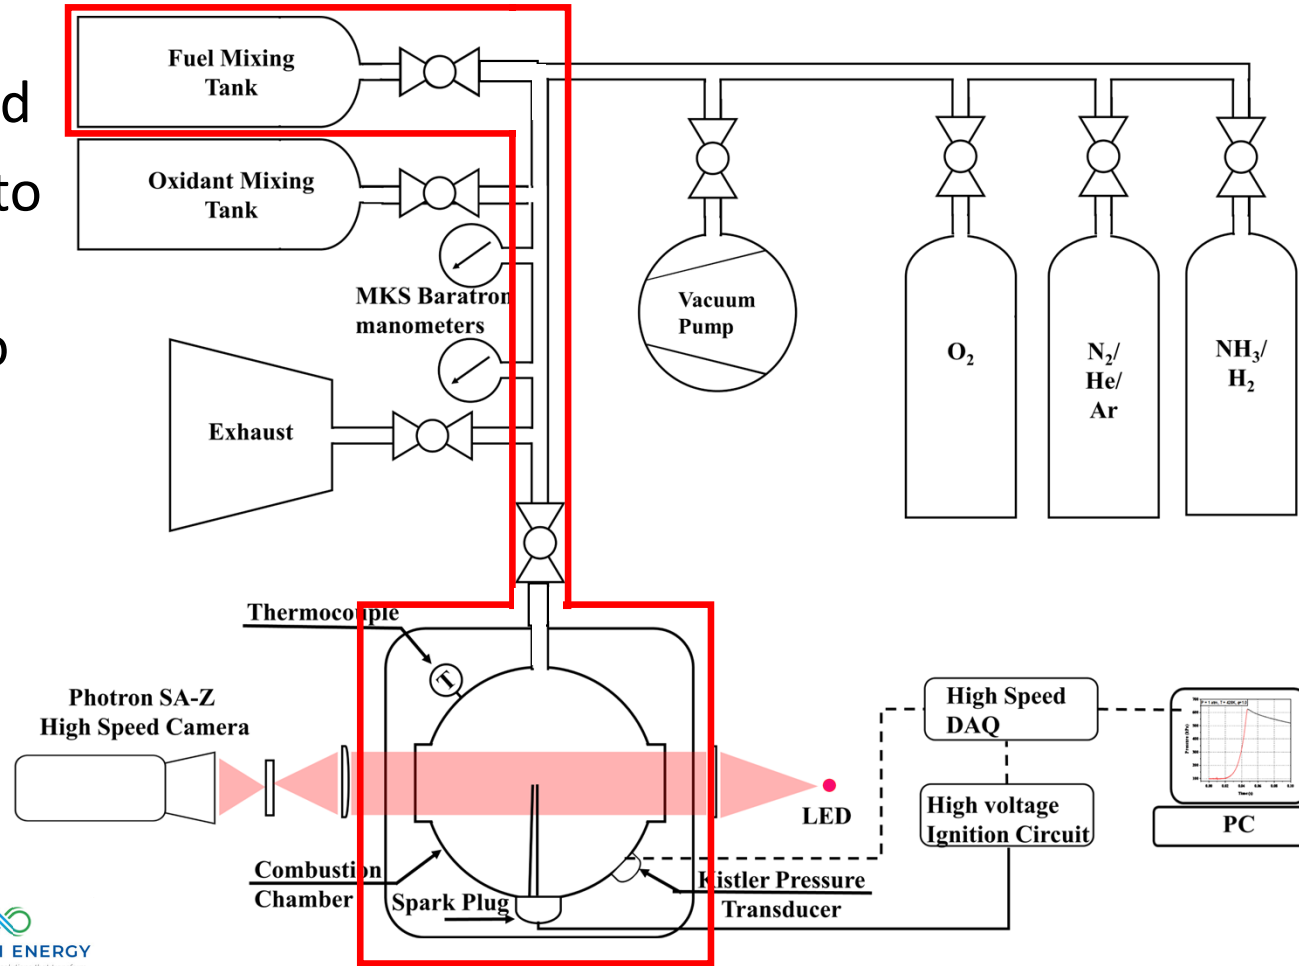 Fuel Mixing
Tank
d
Oxidant Mixing
Tank
to
MKS Baratron
manometers
Vacuum
Pump
O₂
N₂/
He/
Ar
NH₃/
H₂
Exhaust
Thermocouple
T
Photron SA-Z
High Speed Camera
High Speed
DAQ
LED
High voltage
Ignition Circuit
PC
Combustion
Chamber
Spark Plug
Kistler Pressure
Transducer
ENERGY